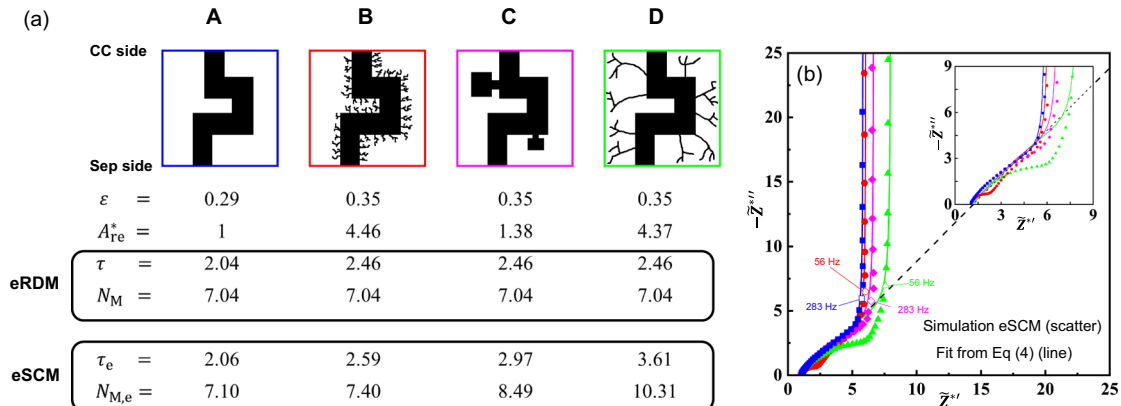 (a)
A B C D
CC side
Sep side
ε = 0.29 0.35 0.35 0.35
A*re = 1 4.46 1.38 4.37
eRDM
τ = 2.04 2.46 2.46 2.46
N_M = 7.04 7.04 7.04 7.04
eSCM
τ_e = 2.06 2.59 2.97 3.61
N_M,e = 7.10 7.40 8.49 10.31
(b)
25
20
15
10
5
0
-Z̃*''
0 5 10 15 20 25
Z̃*'
9
6
3
0
-Z̃*''
0 3 6 9
Z̃*'
56 Hz
56 Hz
283 Hz
283 Hz
Simulation eSCM (scatter)
Fit from Eq (4) (line)